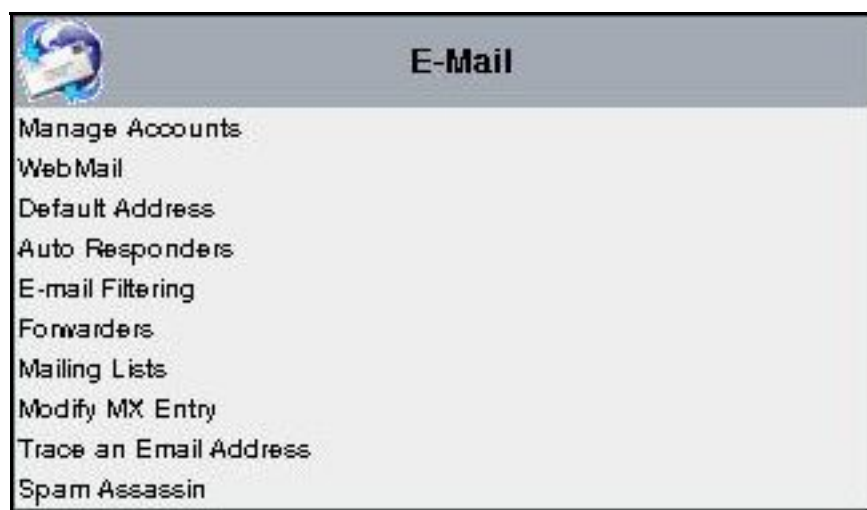 E-Mail
Manage Accounts
WebMail
Default Address
Auto Responders
E-mail Filtering
Forwarders
Mailing Lists
Modify MX Entry
Trace an Email Address
Spam Assassin